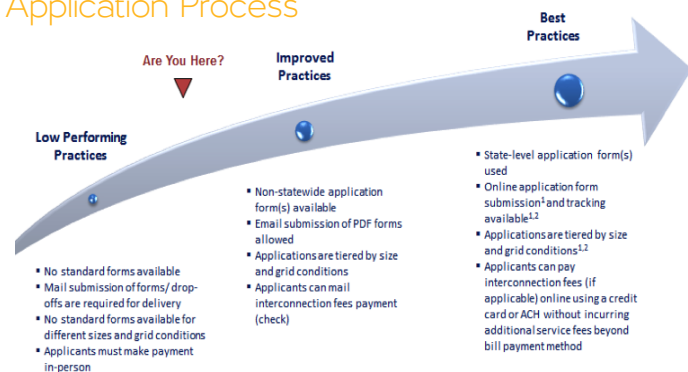 Application Process
Best
Practices
Are You Here?
Improved
Practices
Low Performing
Practices
▪ No standard forms available
▪ Mail submission of forms/ drop-
offs are required for delivery
▪ No standard forms available for
different sizes and grid conditions
▪ Applicants must make payment
in-person
▪ Non-statewide application
form(s) available
▪ Email submission of PDF forms
allowed
▪ Applications are tiered by size
and grid conditions
▪ Applicants can mail
interconnection fees payment
(check)
▪ State-level application form(s)
used
▪ Online application form
submission¹ and tracking
available¹,²
▪ Applications are tiered by size
and grid conditions¹,²
▪ Applicants can pay
interconnection fees (if
applicable) online using a credit
card or ACH without incurring
additional service fees beyond
bill payment method